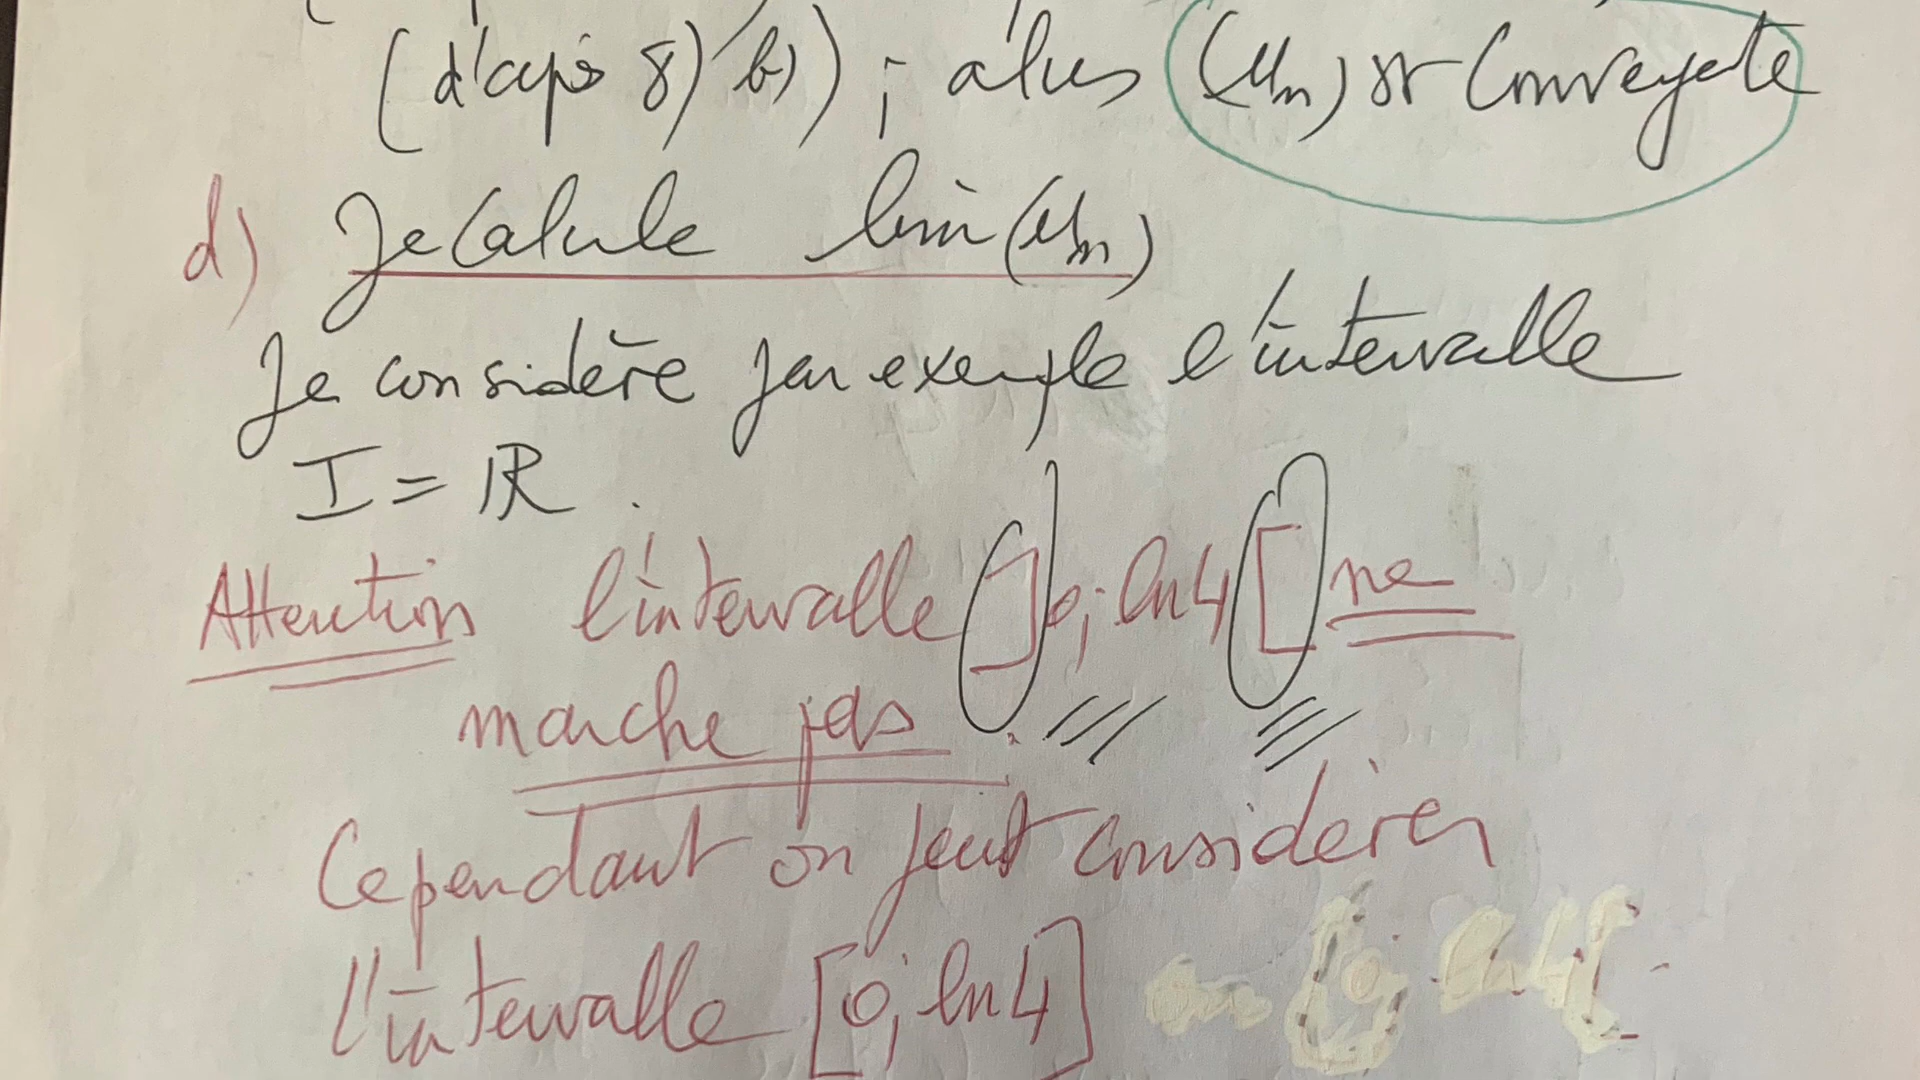 (d'après 8) b)) ; alors (Un) est Convergente
d) Je Calcule lim (Un)
Je considère par exemple l'intervalle
I = ℝ .
Attention l'intervalle ]0; ln4[ ne
marche pas .
Cependant on peut considérer
l'intervalle [0; ln4]